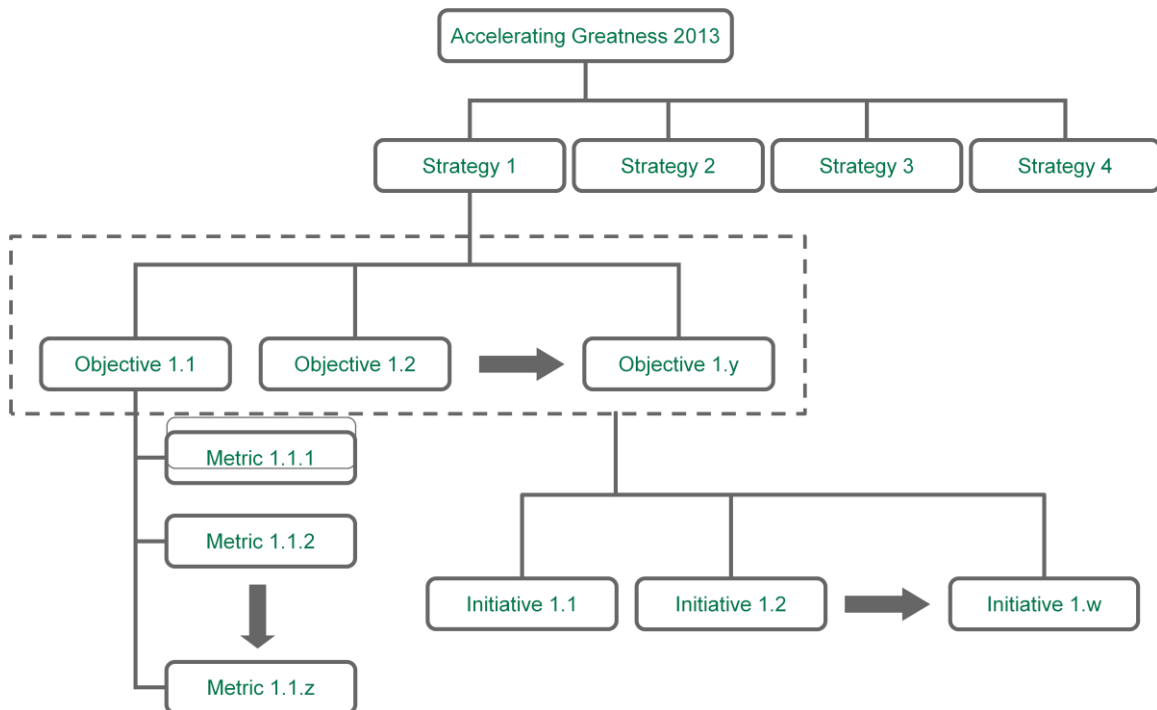 Accelerating Greatness 2013
Strategy 1
Strategy 2
Strategy 3
Strategy 4
Objective 1.1
Objective 1.2
Objective 1.y
Metric 1.1.1
Metric 1.1.2
Metric 1.1.z
Initiative 1.1
Initiative 1.2
Initiative 1.w